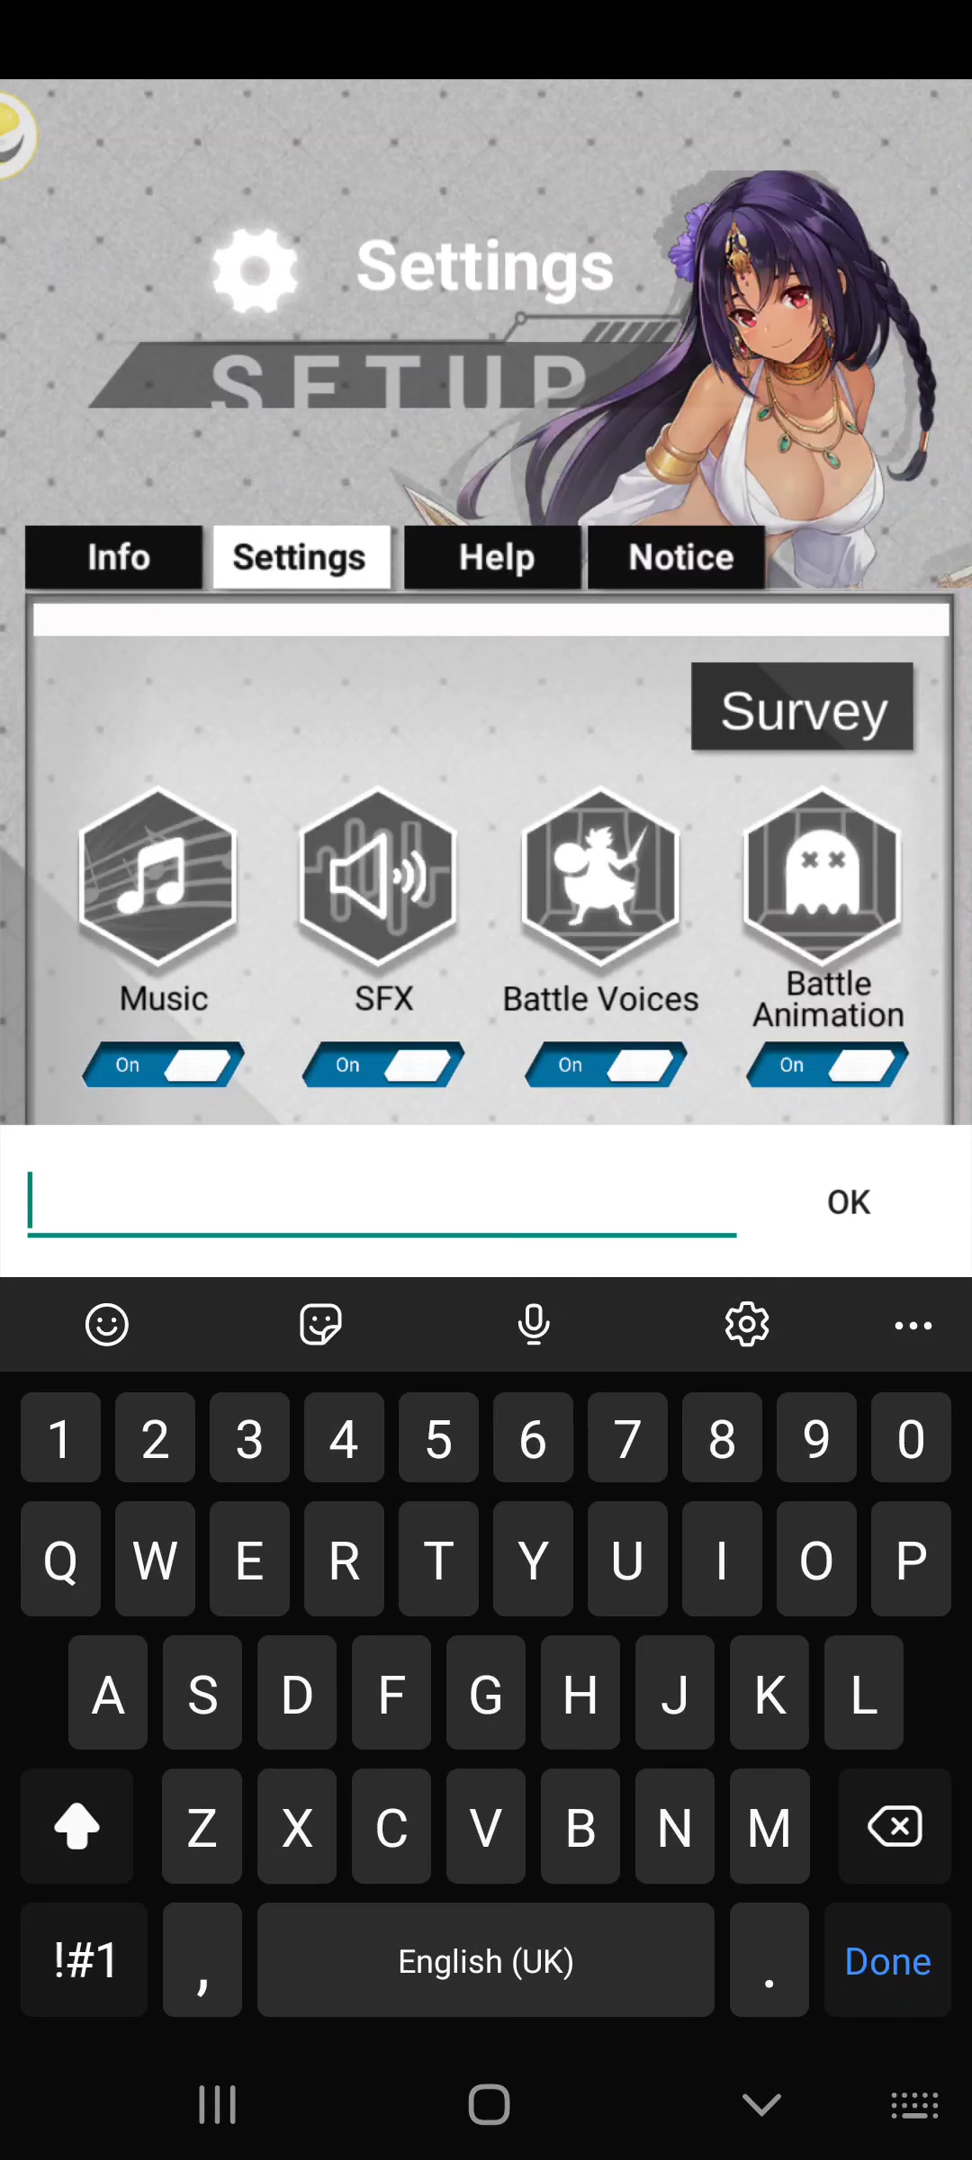 Settings
SETUP
Info Settings Help Notice
Survey
Music SFX Battle Voices Battle Animation
On On On On
OK
1 2 3 4 5 6 7 8 9 0
Q W E R T Y U I O P
A S D F G H J K L
Z X C V B N M
!#1 , English (UK) . Done